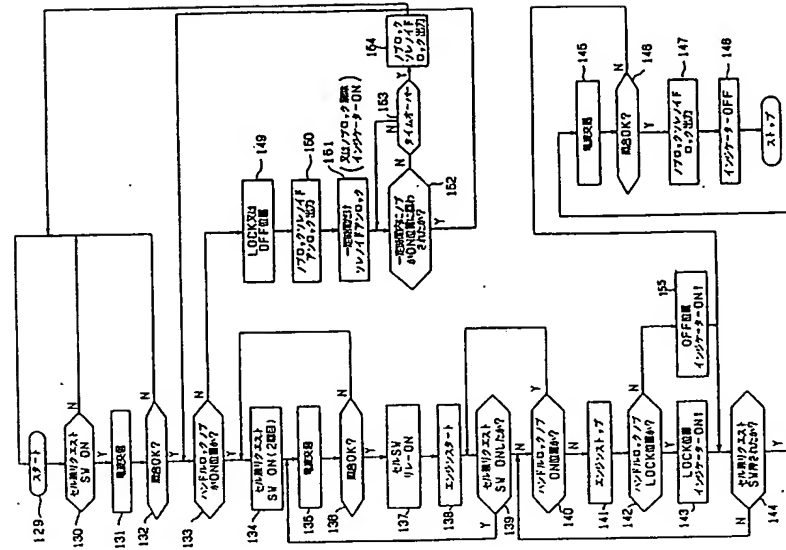 129
スタート
130
セル兼リクエスト
SW ON
N
Y
131
電波交信
132
照合OK?
N
Y
133
ハンドルロックノブ
がON位置か?
N
Y
134
セル兼リクエスト
SW ON(2回目)
135
電波交信
136
照合OK?
N
Y
137
セルSW
リレーON
138
エンジンスタート
139
セル兼リクエスト
SW ONしたか?
Y
N
140
ハンドルロックノブ
ON位置か?
Y
N
141
エンジンストップ
142
ハンドルロックノブ
LOCK位置か?
N
Y
143
LOCK位置
インジケーターON!
155
OFF位置
インジケーターON!
144
セル兼リクエスト
SW押されたか?
N
Y
149
LOCK又は
OFF位置
150
ノブロックソレノイド
アンロック出力
151
一定時間だけ
ソレノイドアンロック
(又はノブロック解除
インジケーターON)
152
一定時間内にノブ
がON位置に回わ
されたか?
N
Y
153
タイムオーバー
N
Y
154
ノブロック
ソレノイド
ロック出力
145
電波交信
146
照合OK?
N
Y
147
ノブロックソレノイド
ロック出力
148
インジケーターOFF
ストップ